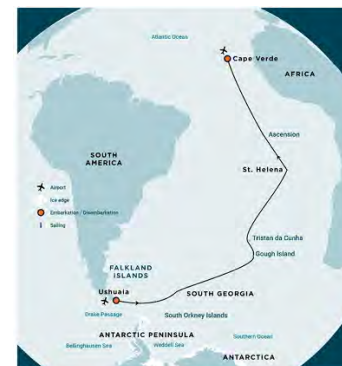 Atlantic Ocean
Cape Verde
AFRICA
Ascension
SOUTH
AMERICA
St. Helena
Airport
Ice edge
Embarkation / Disembarkation
Sailing
Tristan da Cunha
Gough Island
FALKLAND
ISLANDS
Ushuaia
SOUTH GEORGIA
Drake Passage
South Orkney Islands
ANTARCTIC PENINSULA
Southern Ocean
Bellinghausen Sea
Weddell Sea
ANTARCTICA